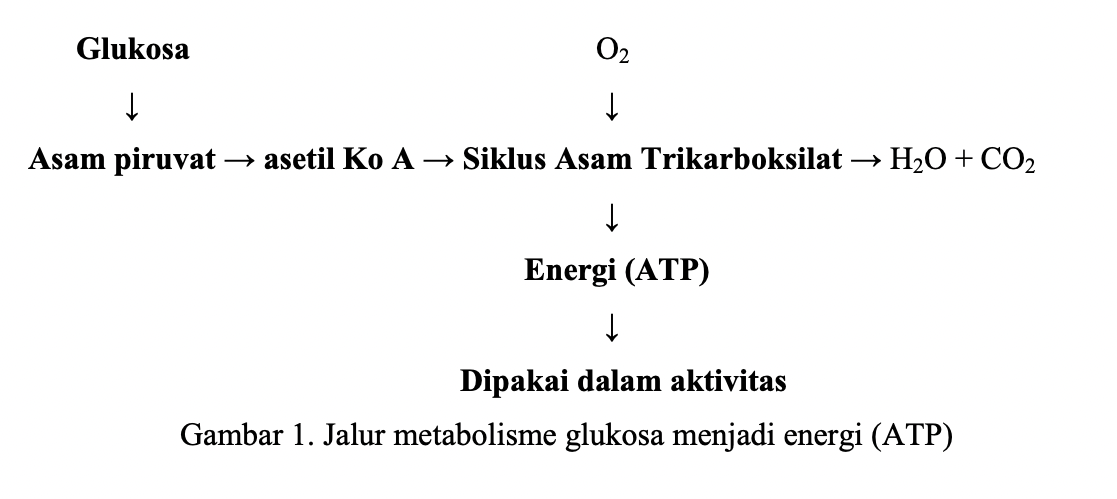 Glukosa O₂
↓ ↓
Asam piruvat → asetil Ko A → Siklus Asam Trikarboksilat → H₂O + CO₂
↓
Energi (ATP)
↓
Dipakai dalam aktivitas
Gambar 1. Jalur metabolisme glukosa menjadi energi (ATP)